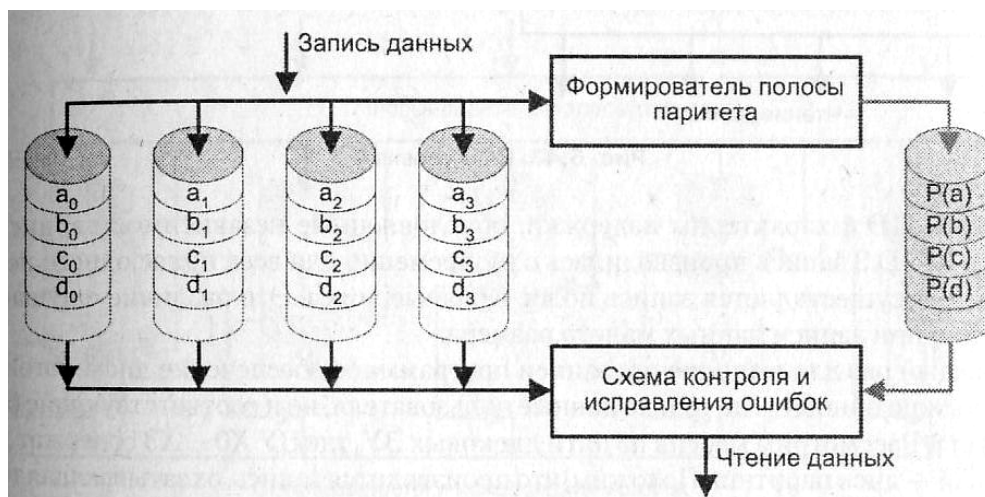 Запись данных
Формирователь полосы
паритета
a₀ a₁ a₂ a₃ P(a)
b₀ b₁ b₂ b₃ P(b)
c₀ c₁ c₂ c₃ P(c)
d₀ d₁ d₂ d₃ P(d)
Схема контроля и
исправления ошибок
Чтение данных